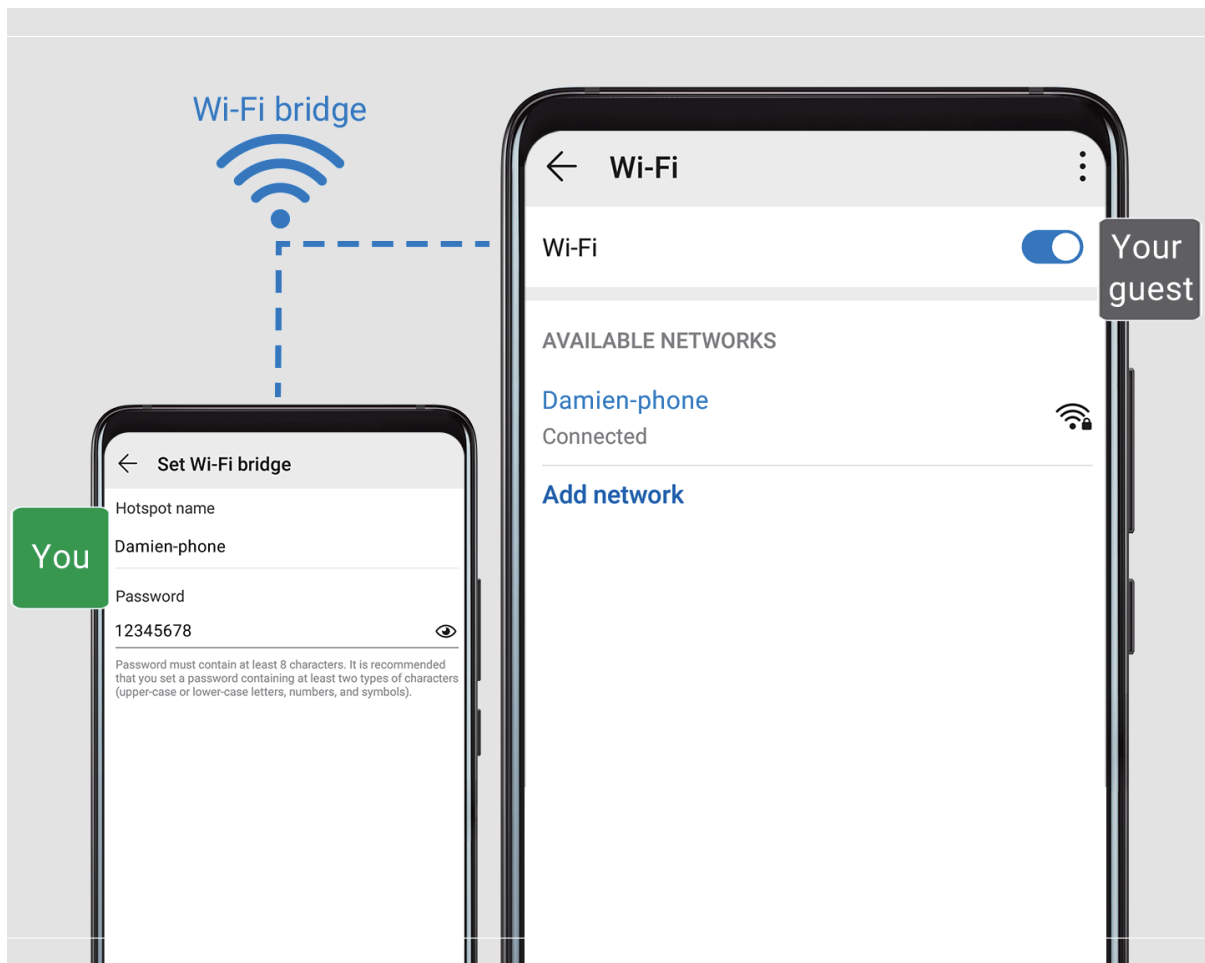 Wi-Fi bridge
Wi-Fi
Wi-Fi
Your
guest
AVAILABLE NETWORKS
Damien-phone
Connected
Add network
Set Wi-Fi bridge
Hotspot name
You
Damien-phone
Password
12345678
Password must contain at least 8 characters. It is recommended
that you set a password containing at least two types of characters
(upper-case or lower-case letters, numbers, and symbols).